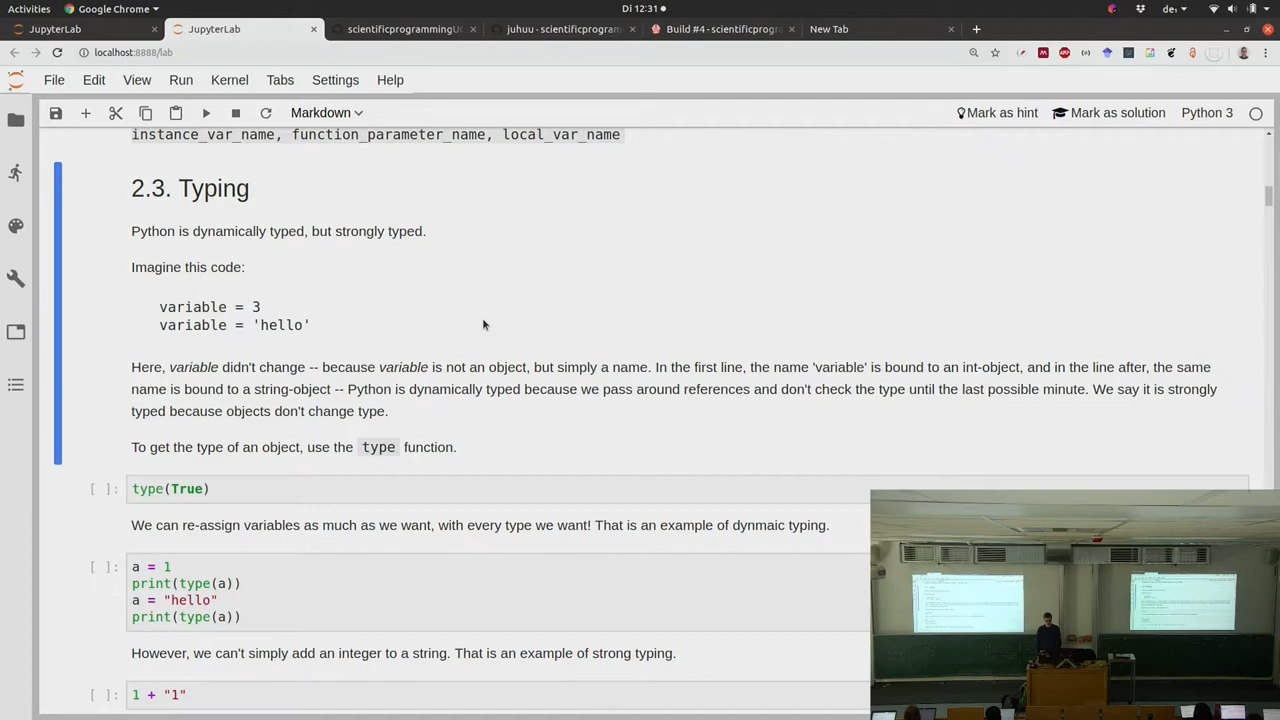 Activities
Google Chrome
Di 12:31
de₁
JupyterLab
JupyterLab
scientificprogrammingU
juhuu - scientificprogram
Build #4 - scientificprogra
New Tab
localhost:8888/lab
File Edit View Run Kernel Tabs Settings Help
Markdown
Mark as hint
Mark as solution
Python 3
instance_var_name, function_parameter_name, local_var_name
2.3. Typing
Python is dynamically typed, but strongly typed.
Imagine this code:
variable = 3
variable = 'hello'
Here, variable didn't change -- because variable is not an object, but simply a name. In the first line, the name 'variable' is bound to an int-object, and in the line after, the same
name is bound to a string-object -- Python is dynamically typed because we pass around references and don't check the type until the last possible minute. We say it is strongly
typed because objects don't change type.
To get the type of an object, use the type function.
[ ]: type(True)
We can re-assign variables as much as we want, with every type we want! That is an example of dynmaic typing.
[ ]: a = 1
print(type(a))
a = "hello"
print(type(a))
However, we can't simply add an integer to a string. That is an example of strong typing.
[ ]: 1 + "1"